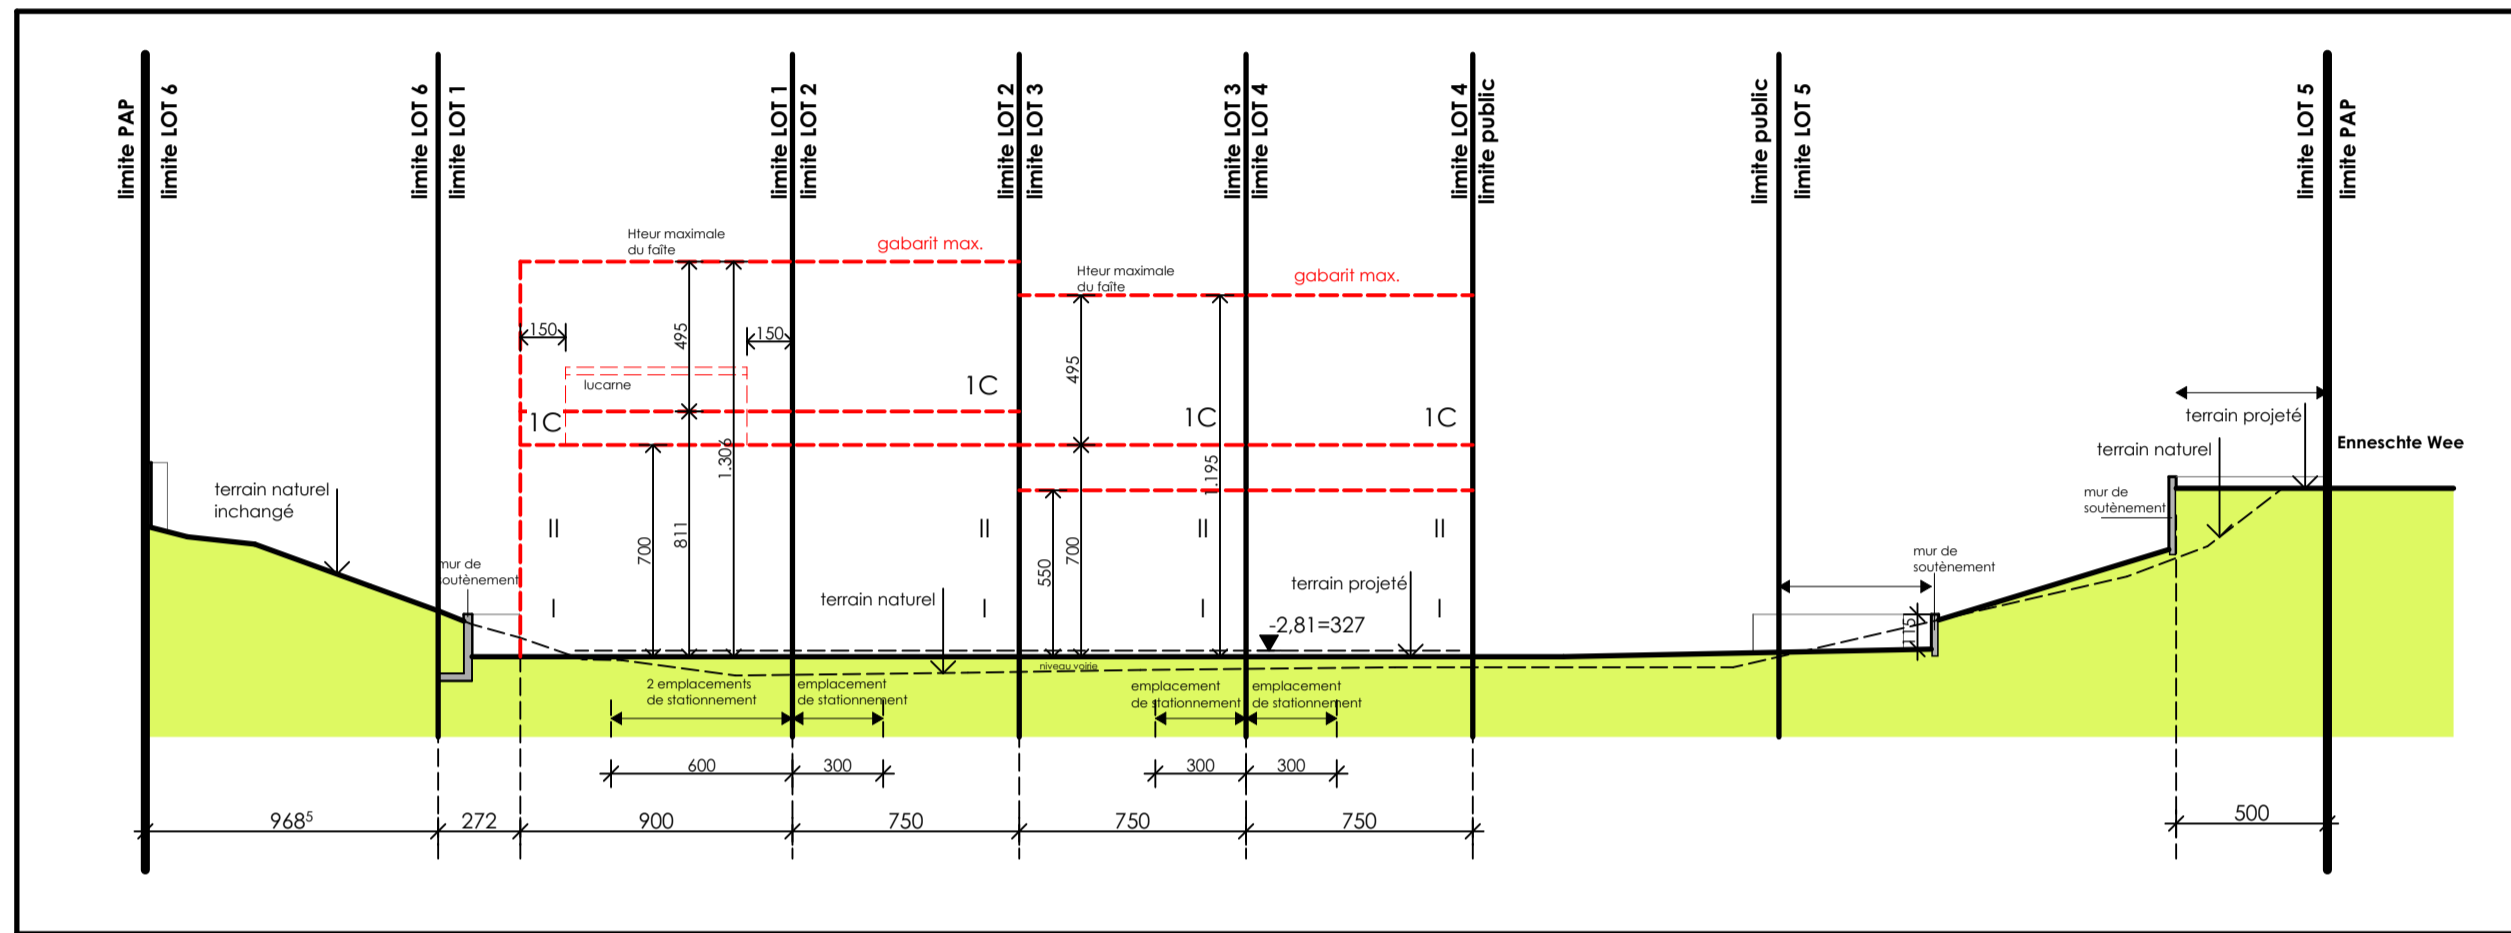 limite PAP
limite LOT 6
limite LOT 6
limite LOT 1
limite LOT 1
limite LOT 2
limite LOT 2
limite LOT 3
limite LOT 3
limite LOT 4
limite LOT 4
limite public
limite public
limite LOT 5
limite LOT 5
limite PAP
Hteur maximale
du faîte
gabarit max.
Hteur maximale
du faîte
gabarit max.
150
495
150
1.306
lucarne
1C
1C
495
1C
1C
1.195
terrain projeté
Enneschte Wee
terrain naturel
mur de
soutènement
terrain naturel
inchangé
II
II
II
II
700
811
550
700
mur de
soutènement
mur de
soutènement
terrain naturel
terrain projeté
I
I
I
I
-2,81=327
115
niveau voirie
2 emplacements
de stationnement
emplacement
de stationnement
emplacement
de stationnement
emplacement
de stationnement
600
300
300
300
968⁵
272
900
750
750
750
500